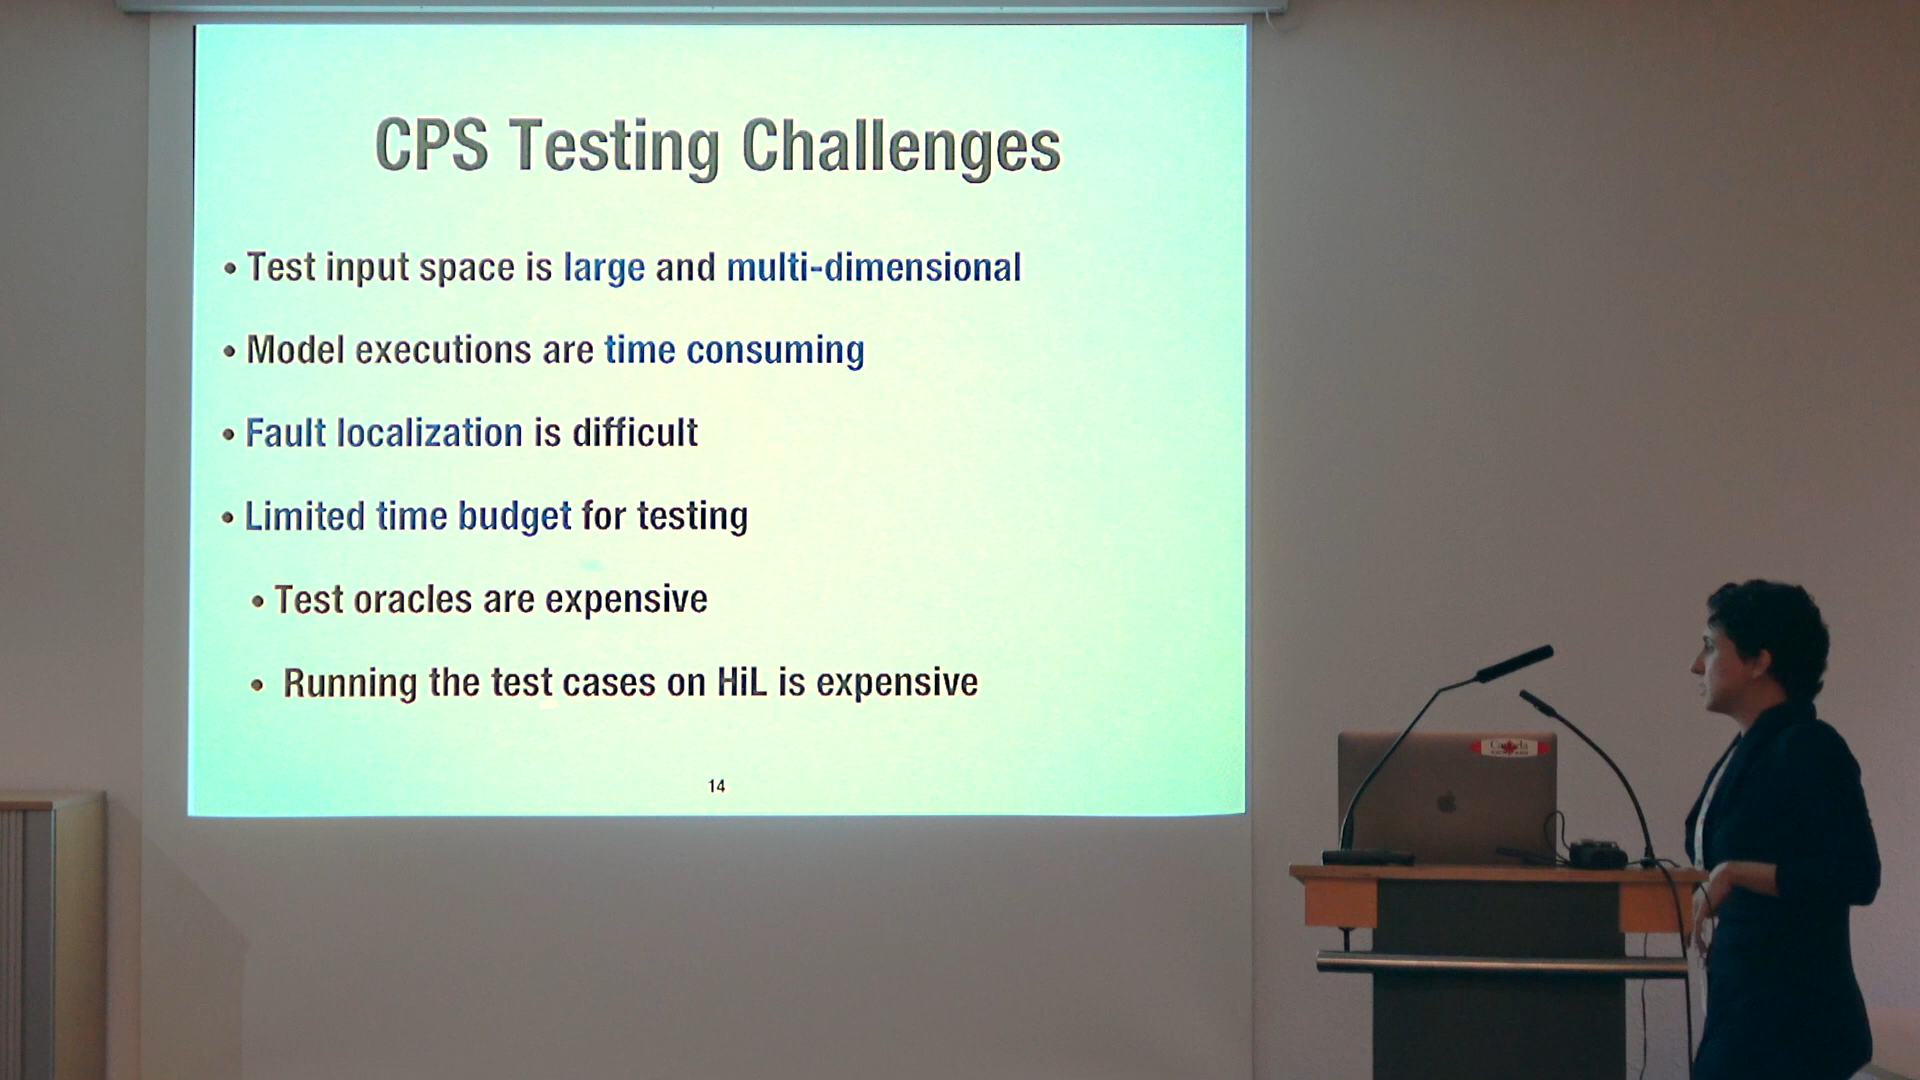 CPS Testing Challenges
• Test input space is large and multi-dimensional
• Model executions are time consuming
• Fault localization is difficult
• Limited time budget for testing
• Test oracles are expensive
• Running the test cases on HiL is expensive
14
Canada